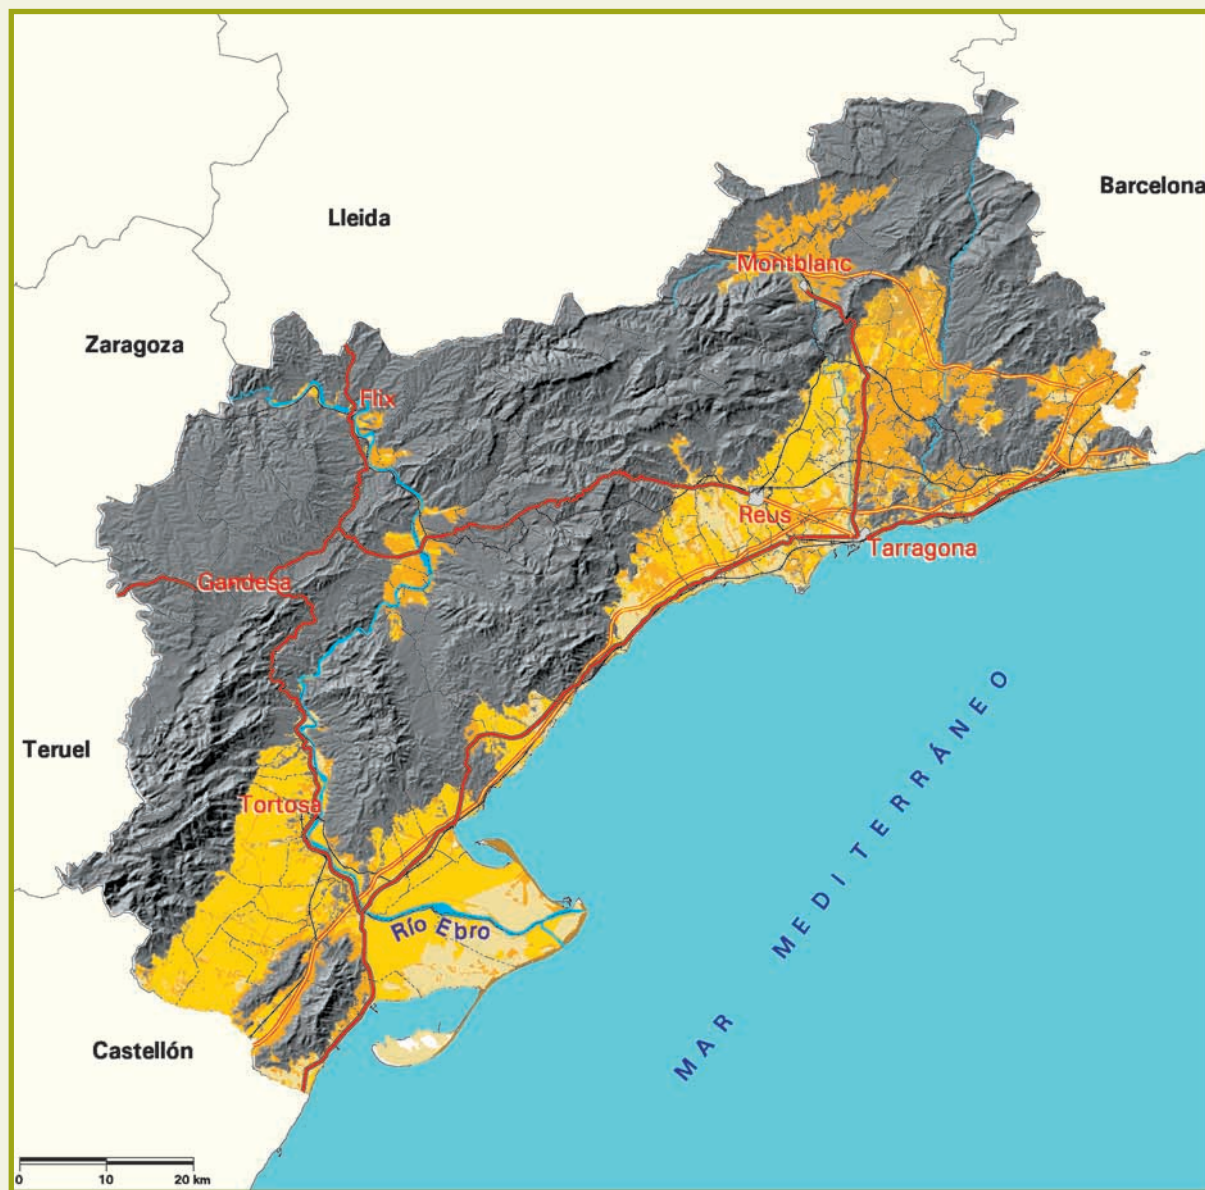 Barcelona
Lleida
Montblanc
Zaragoza
Flix
Reus
Tarragona
Gandesa
Teruel
Tortosa
Río Ebro
MAR MEDITERRÁNEO
Castellón
0 10 20 km